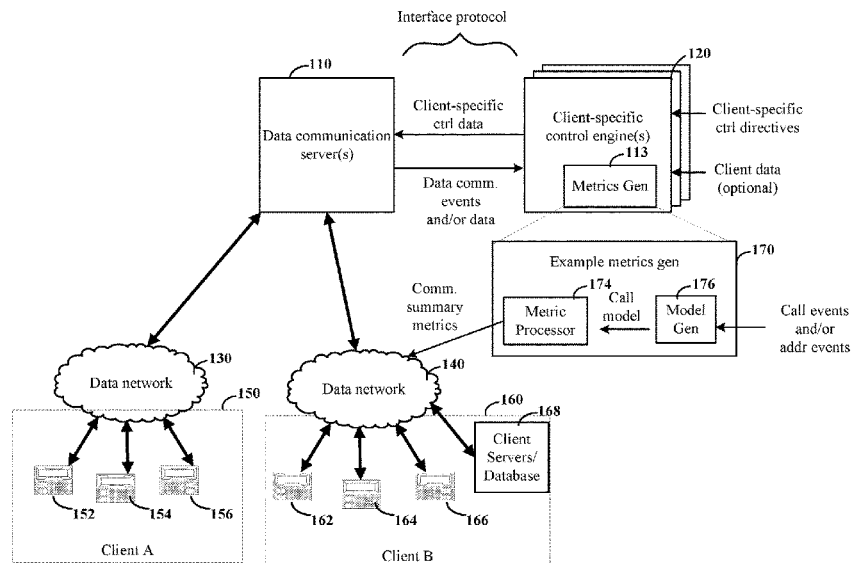 Interface protocol
110
120
Data communication
server(s)
Client-specific
ctrl data
Data comm.
events
and/or data
Client-specific
control engine(s)
113
Metrics Gen
Client-specific
ctrl directives
Client data
(optional)
170
Example metrics gen
174
Metric
Processor
Call
model
176
Model
Gen
Call events
and/or
addr events
Comm.
summary
metrics
130
Data network
140
Data network
150
152
154
156
Client A
160
168
Client
Servers/
Database
162
164
166
Client B